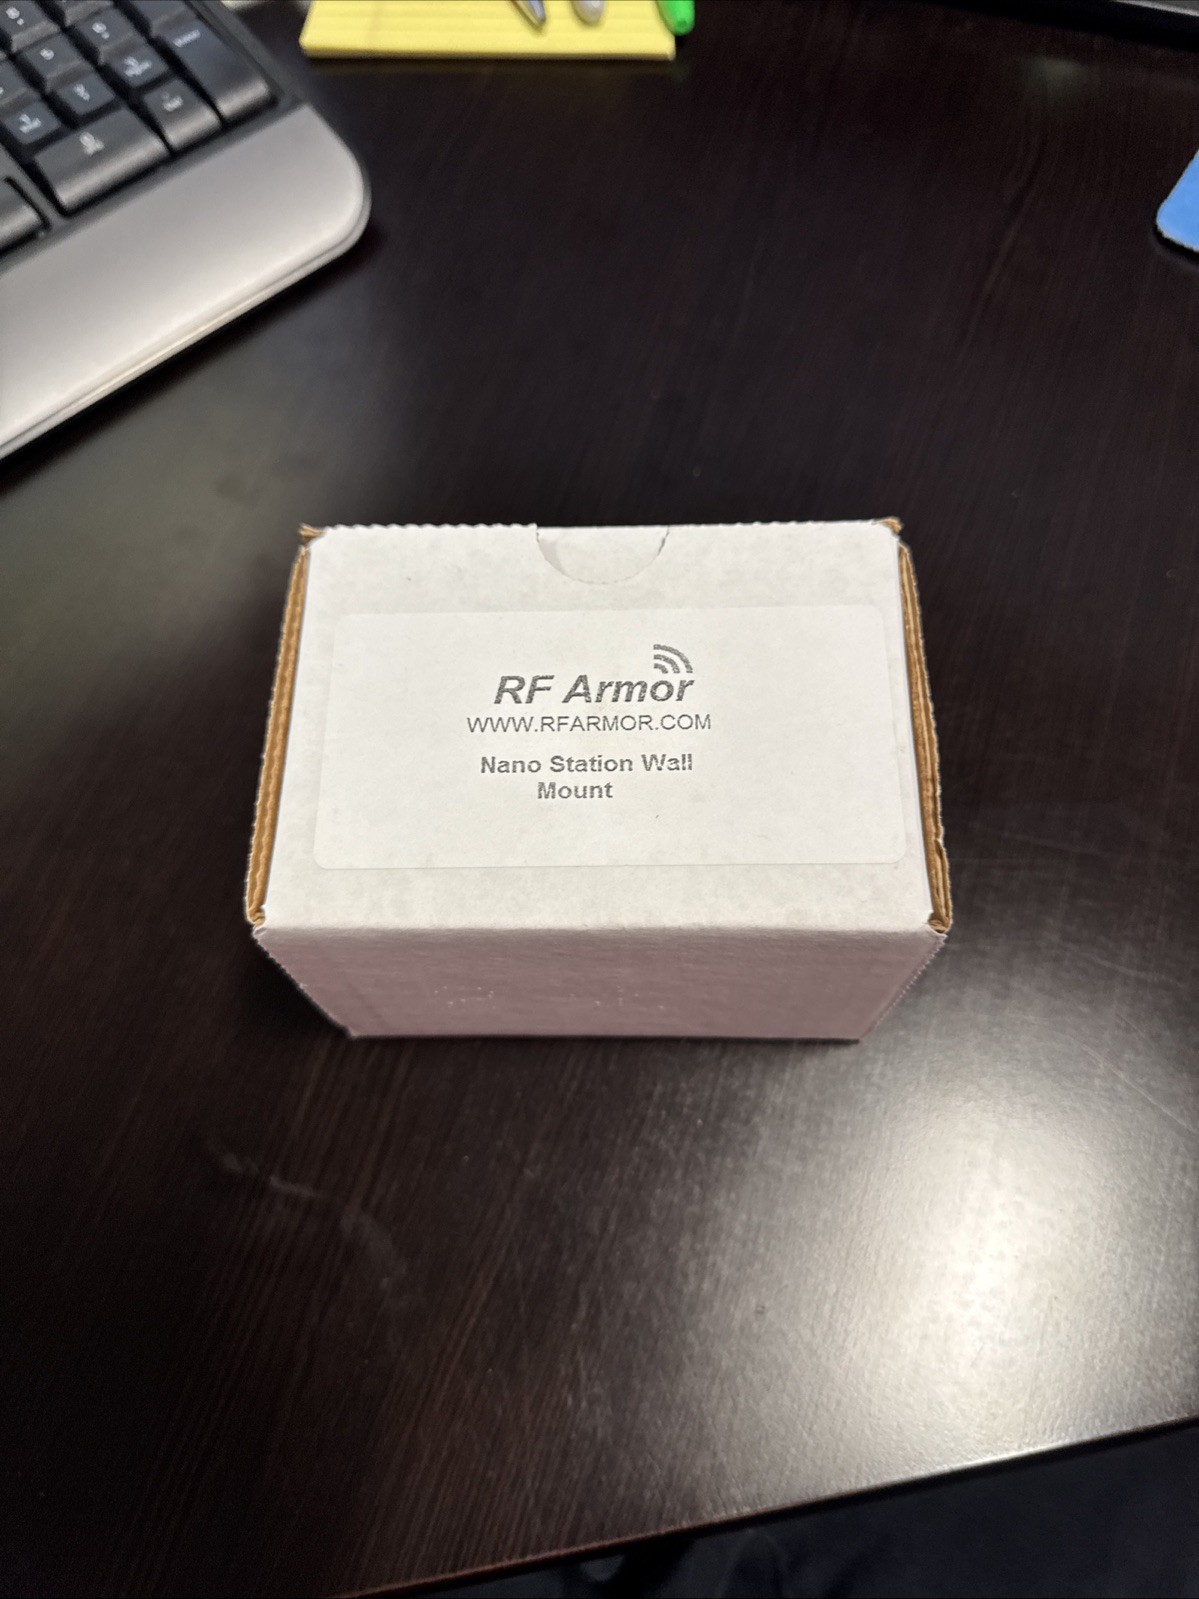 RF Armor
WWW.RFARMOR.COM
Nano Station Wall
Mount